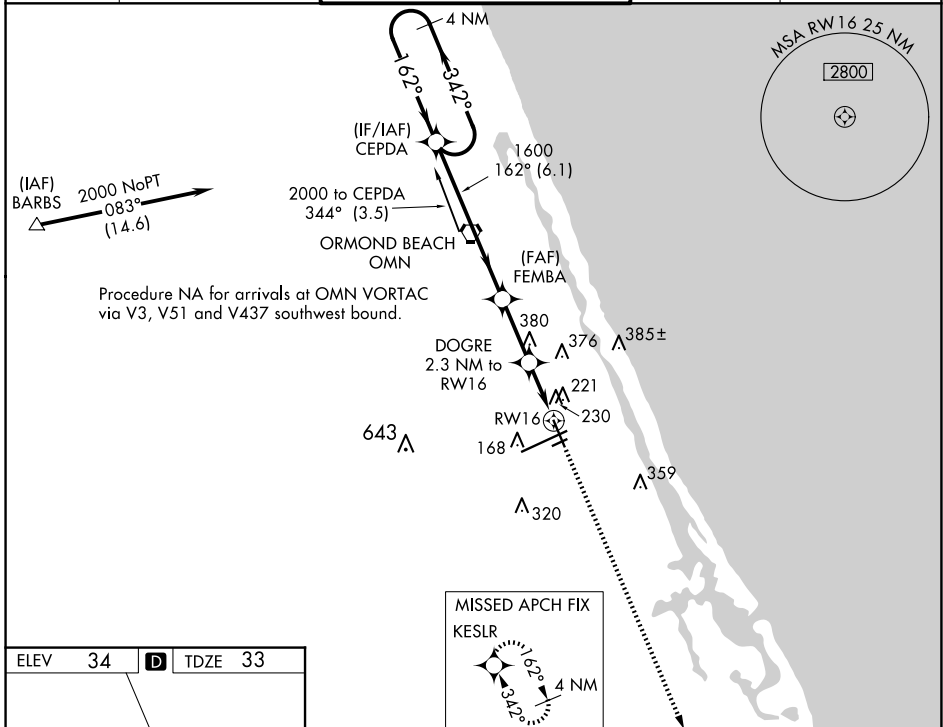 4 NM
MSA RW16 25 NM
2800
162°
342°
(IF/IAF)
CEPDA
1600
162° (6.1)
(IAF)
BARBS
2000 NoPT
083°
(14.6)
2000 to CEPDA
344° (3.5)
ORMOND BEACH
OMN
(FAF)
FEMBA
Procedure NA for arrivals at OMN VORTAC
via V3, V51 and V437 southwest bound.
380
376
385±
DOGRE
2.3 NM to
RW16
221
RW16
230
643
168
359
320
MISSED APCH FIX
KESLR
162°
342°
4 NM
ELEV 34 D TDZE 33